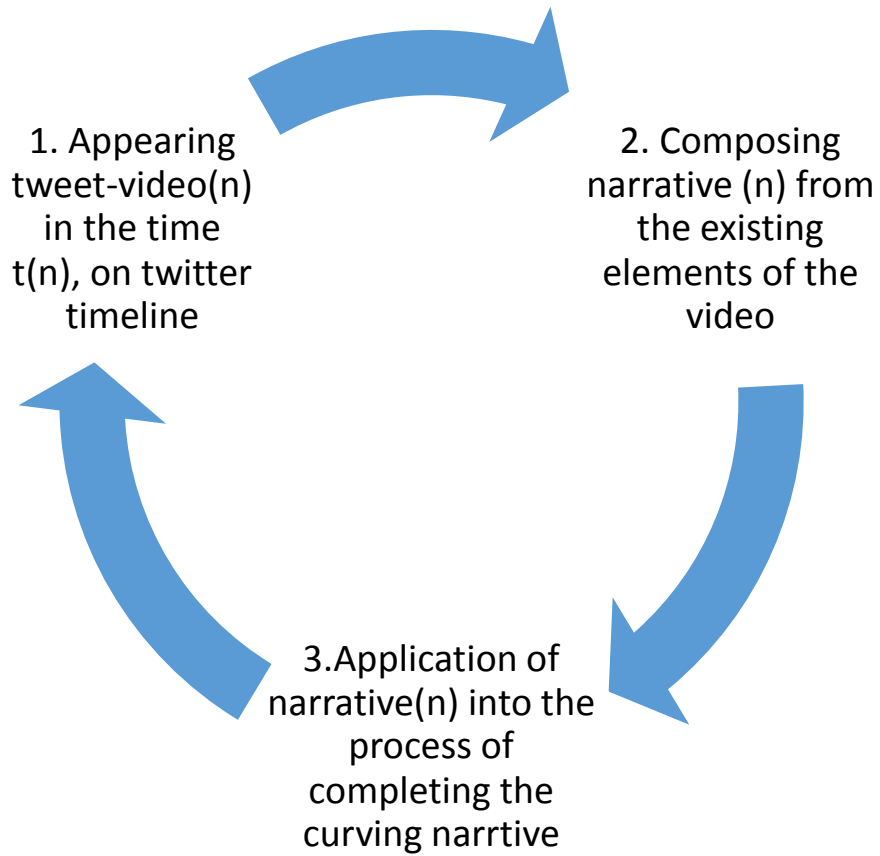 1. Appearing
tweet-video(n)
in the time
t(n), on twitter
timeline
2. Composing
narrative (n) from
the existing
elements of the
video
3.Application of
narrative(n) into the
process of
completing the
curving narrtive